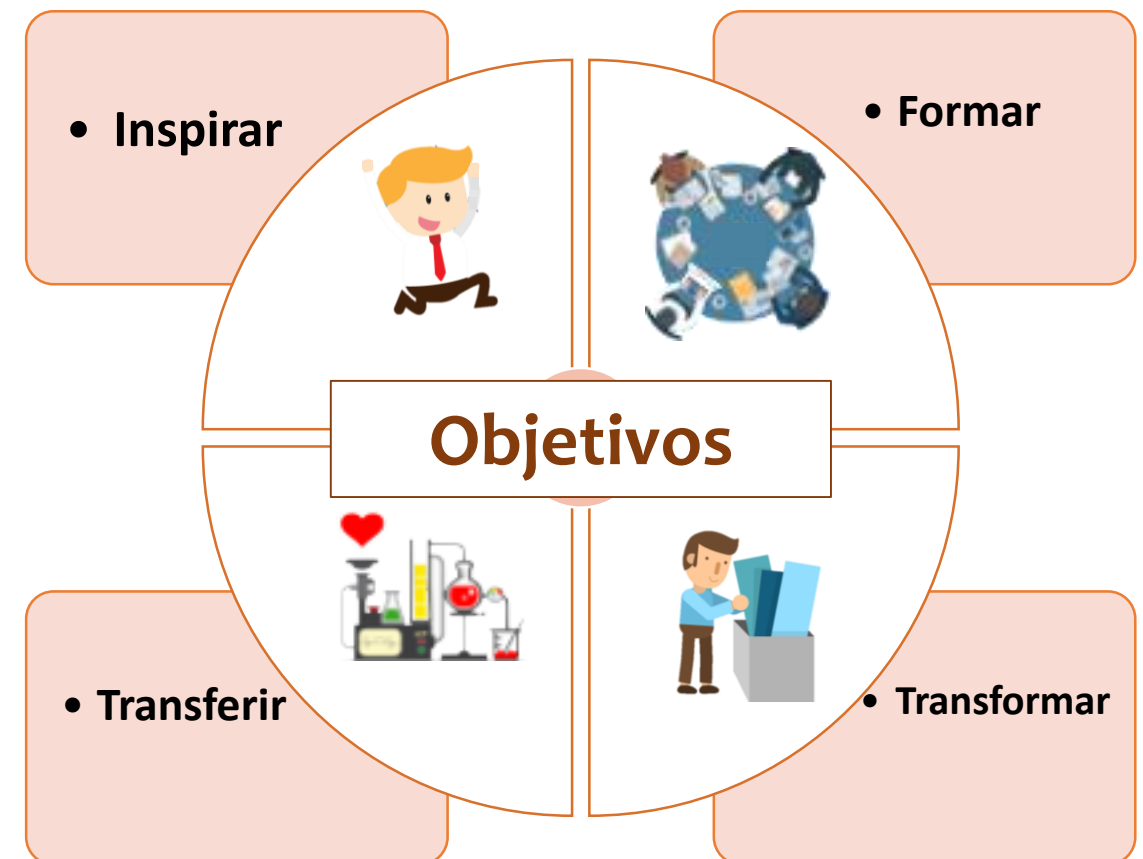 • Inspirar
• Formar
Objetivos
• Transferir
• Transformar